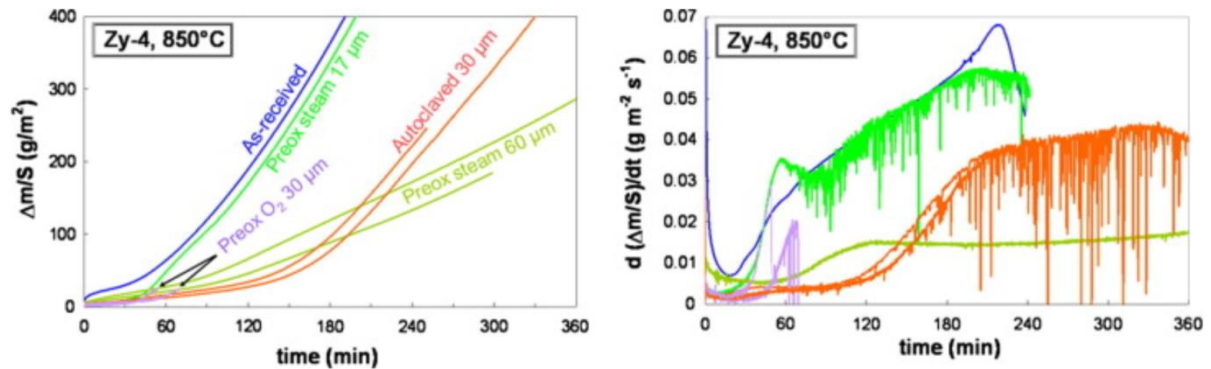 Zy-4, 850°C
Δm/S (g/m²)
400
300
200
100
0
As-received
Preox steam 17 µm
Autoclaved 30 µm
Preox steam 60 µm
Preox O₂ 30 µm
0 60 120 180 240 300 360
time (min)
Zy-4, 850°C
d (Δm/S)/dt (g m⁻² s⁻¹)
0.07
0.06
0.05
0.04
0.03
0.02
0.01
0
0 60 120 180 240 300 360
time (min)